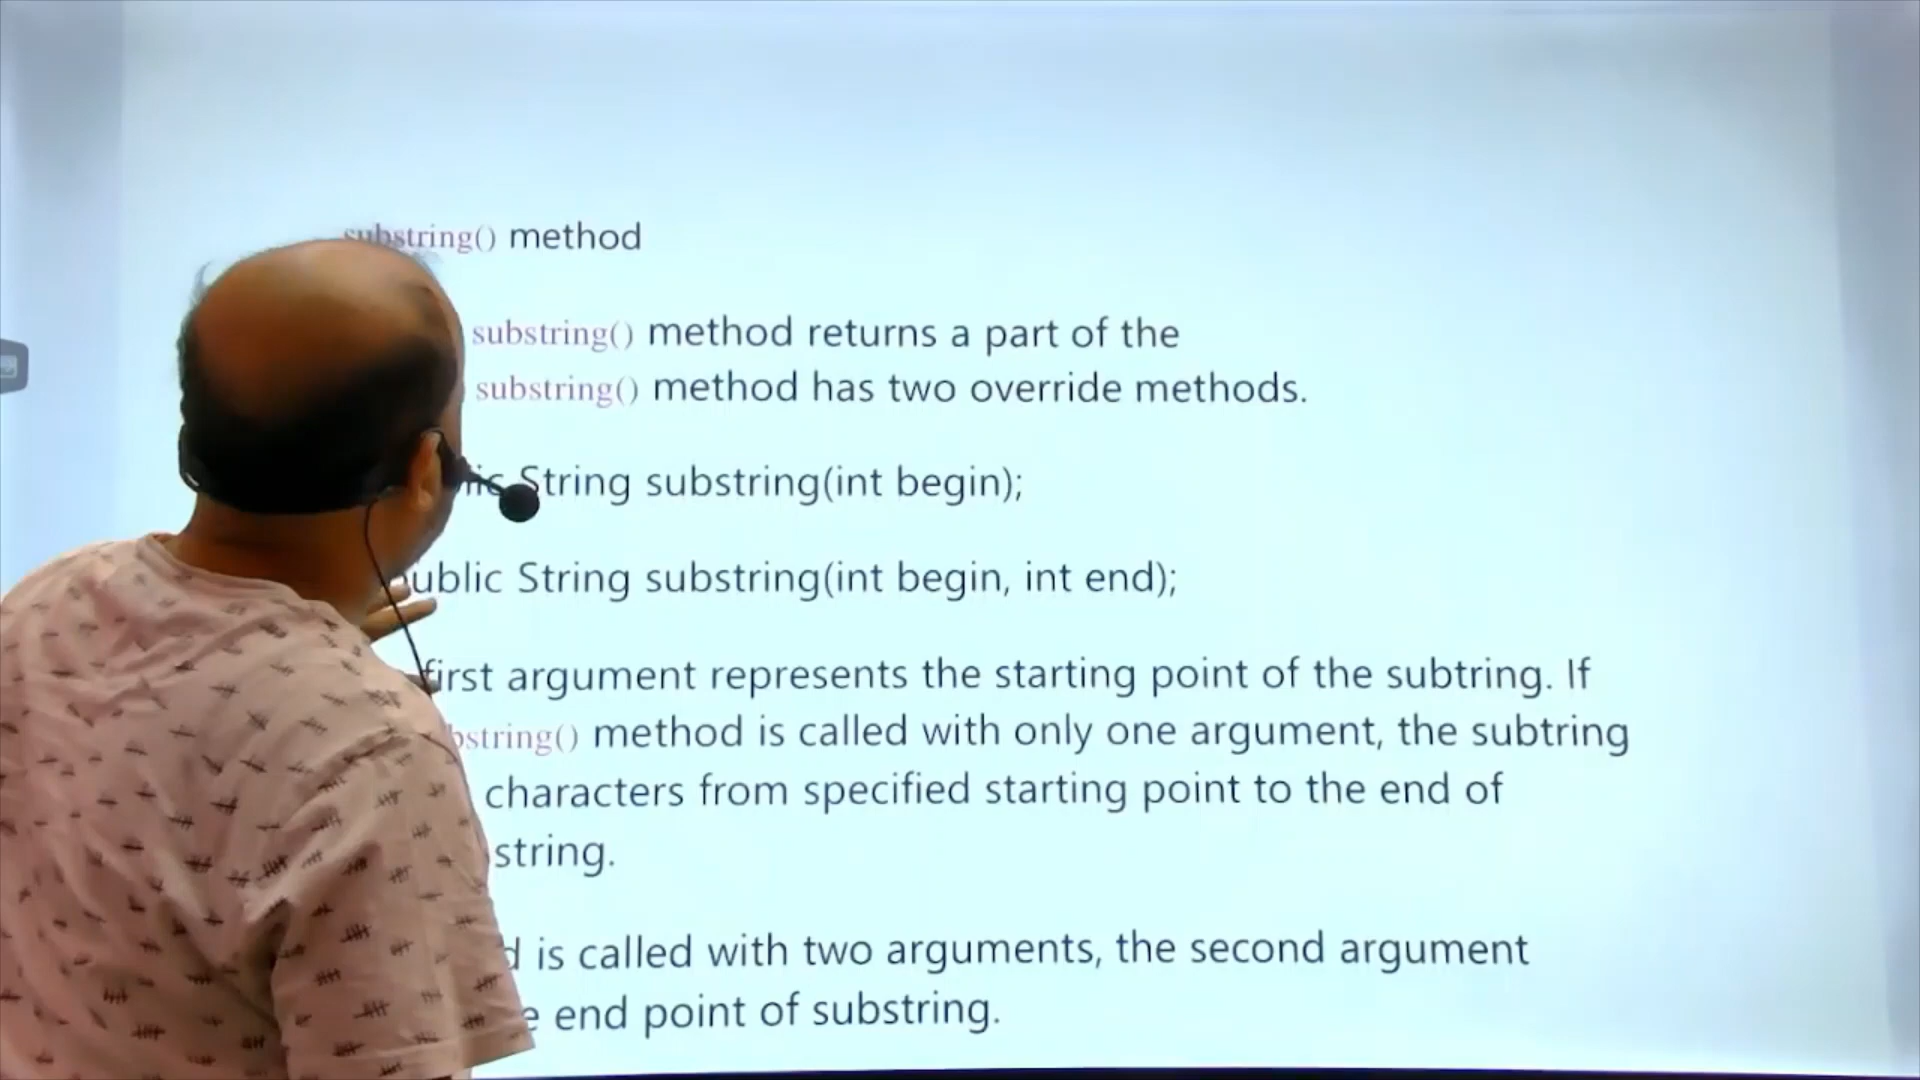 substring() method
substring() method returns a part of the
substring() method has two override methods.
String substring(int begin);
public String substring(int begin, int end);
first argument represents the starting point of the subtring. If
substring() method is called with only one argument, the subtring
characters from specified starting point to the end of
string.
is called with two arguments, the second argument
end point of substring.